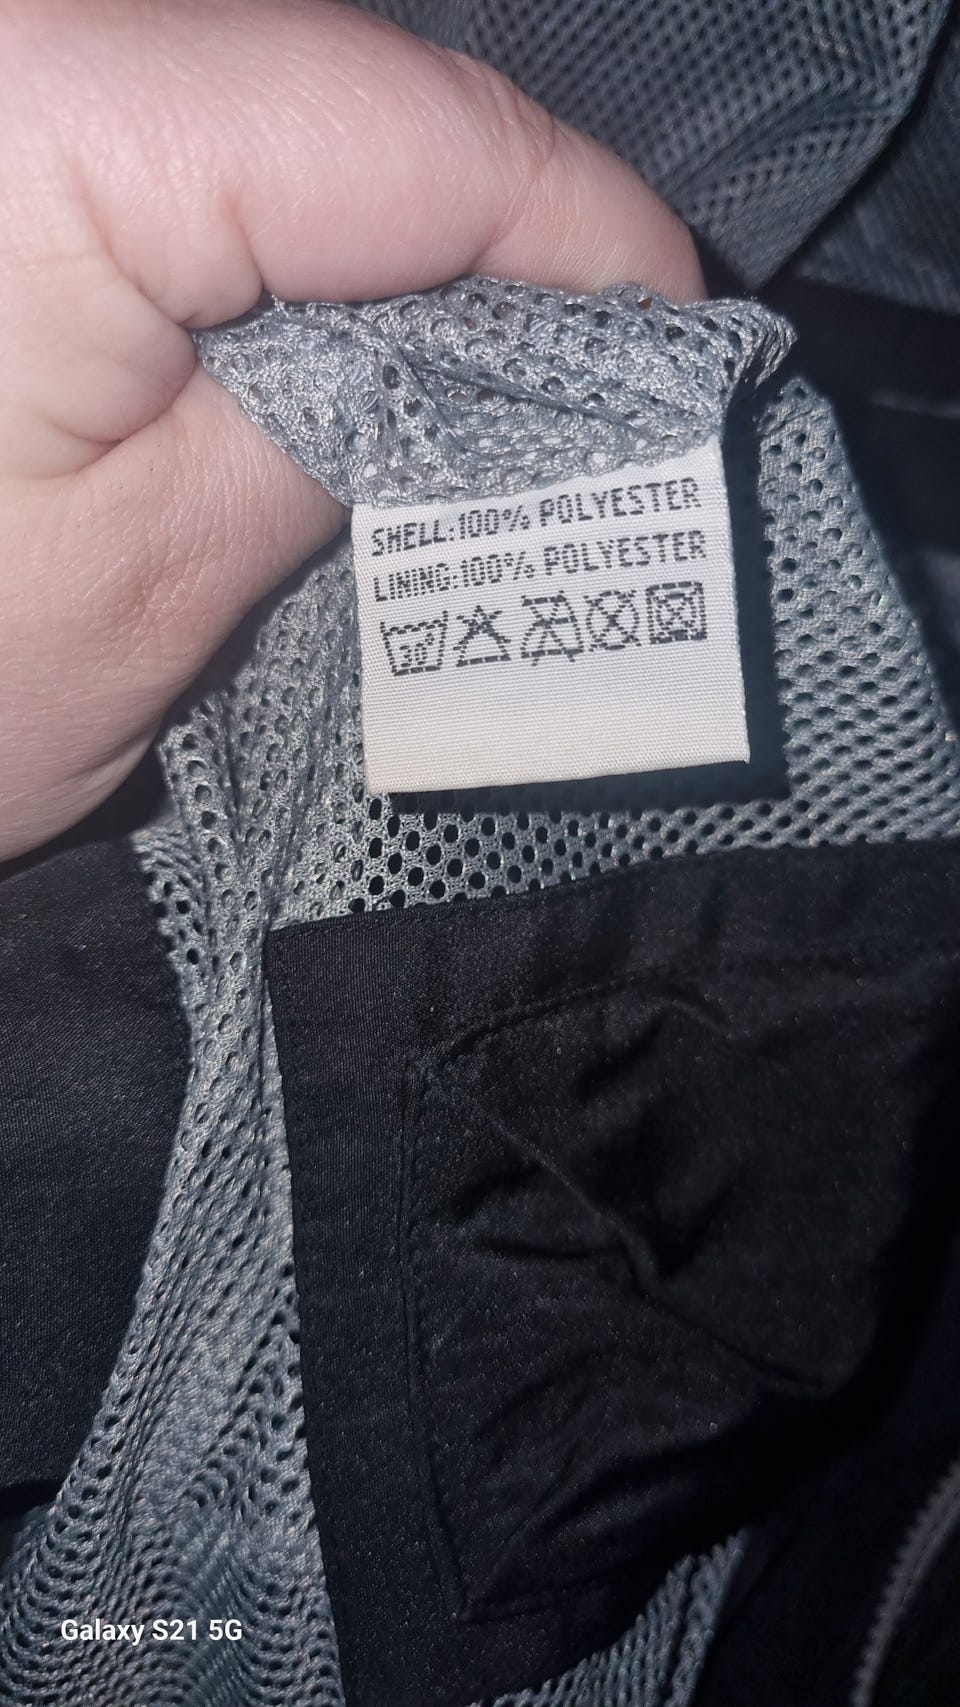 SHELL:100% POLYESTER
LINING:100% POLYESTER
30°
Galaxy S21 5G